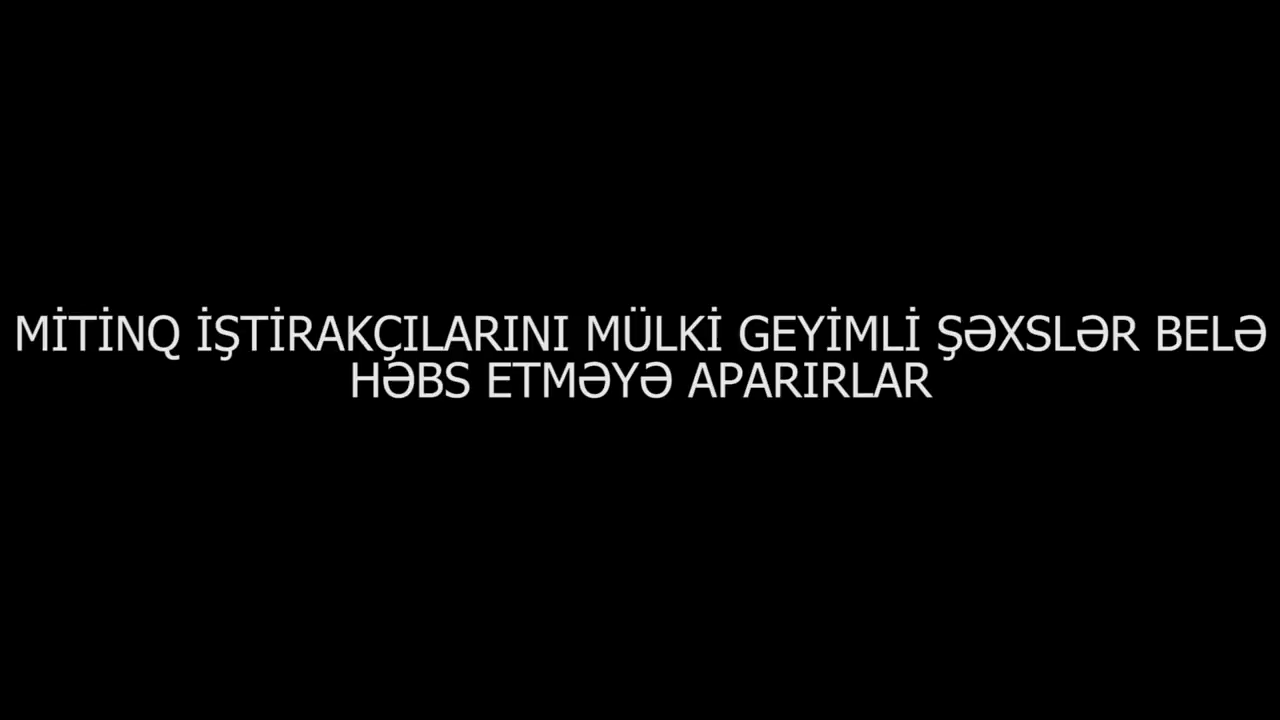 MİTİNQ İŞTİRAKÇILARINI MÜLKİ GEYİMLİ ŞƏXSLƏR BELƏ
HƏBS ETMƏYƏ APARIRLAR